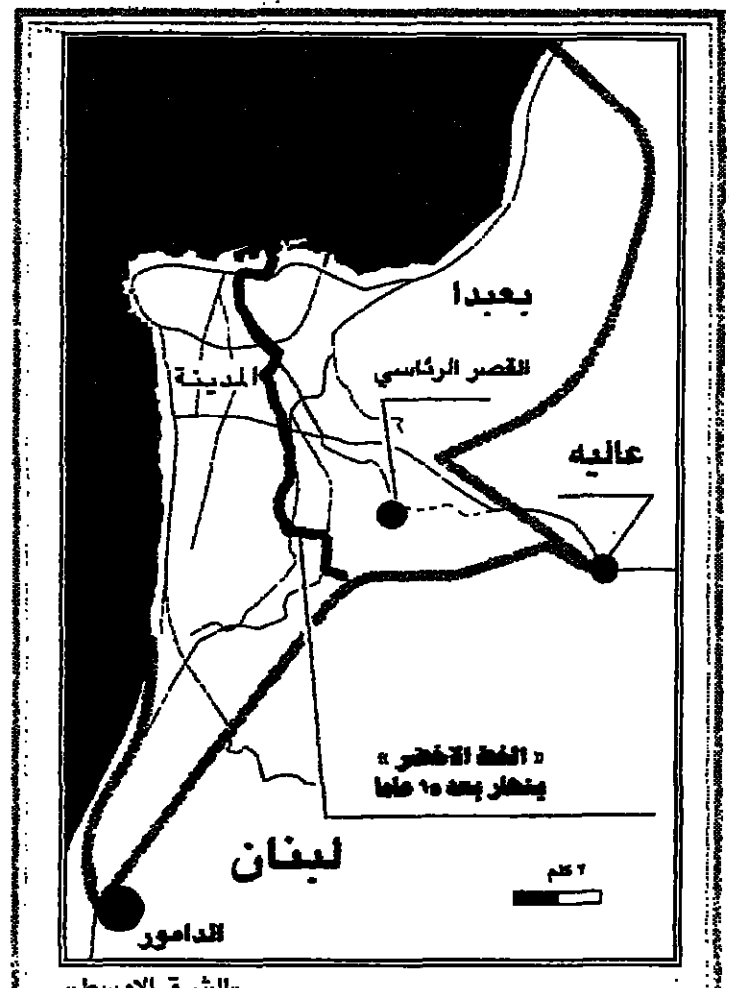 بعبدا
القصر الرئاسي
المدينة
عاليه
« الخط الاخضر »
ينهار بعد ١٥ عاما
لبنان
٢ كلم
الدامور
«الشرق الاوسط»